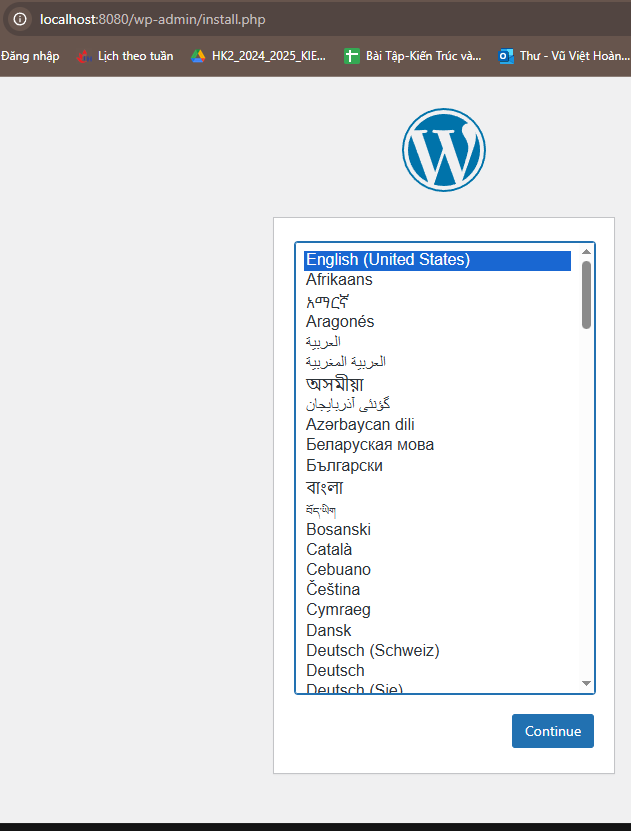 localhost:8080/wp-admin/install.php
Đăng nhập
Lịch theo tuần
HK2_2024_2025_KIE...
Bài Tập-Kiến Trúc và...
Thư - Vũ Việt Hoàn...
English (United States)
Afrikaans
አማርኛ
Aragonés
العربية
العربية المغربية
অসমীয়া
گؤنئی آذربایجان
Azərbaycan dili
Беларуская мова
Български
বাংলা
བོད་ཡིག
Bosanski
Català
Cebuano
Čeština
Cymraeg
Dansk
Deutsch (Schweiz)
Deutsch
Deutsch (Sie)
Continue